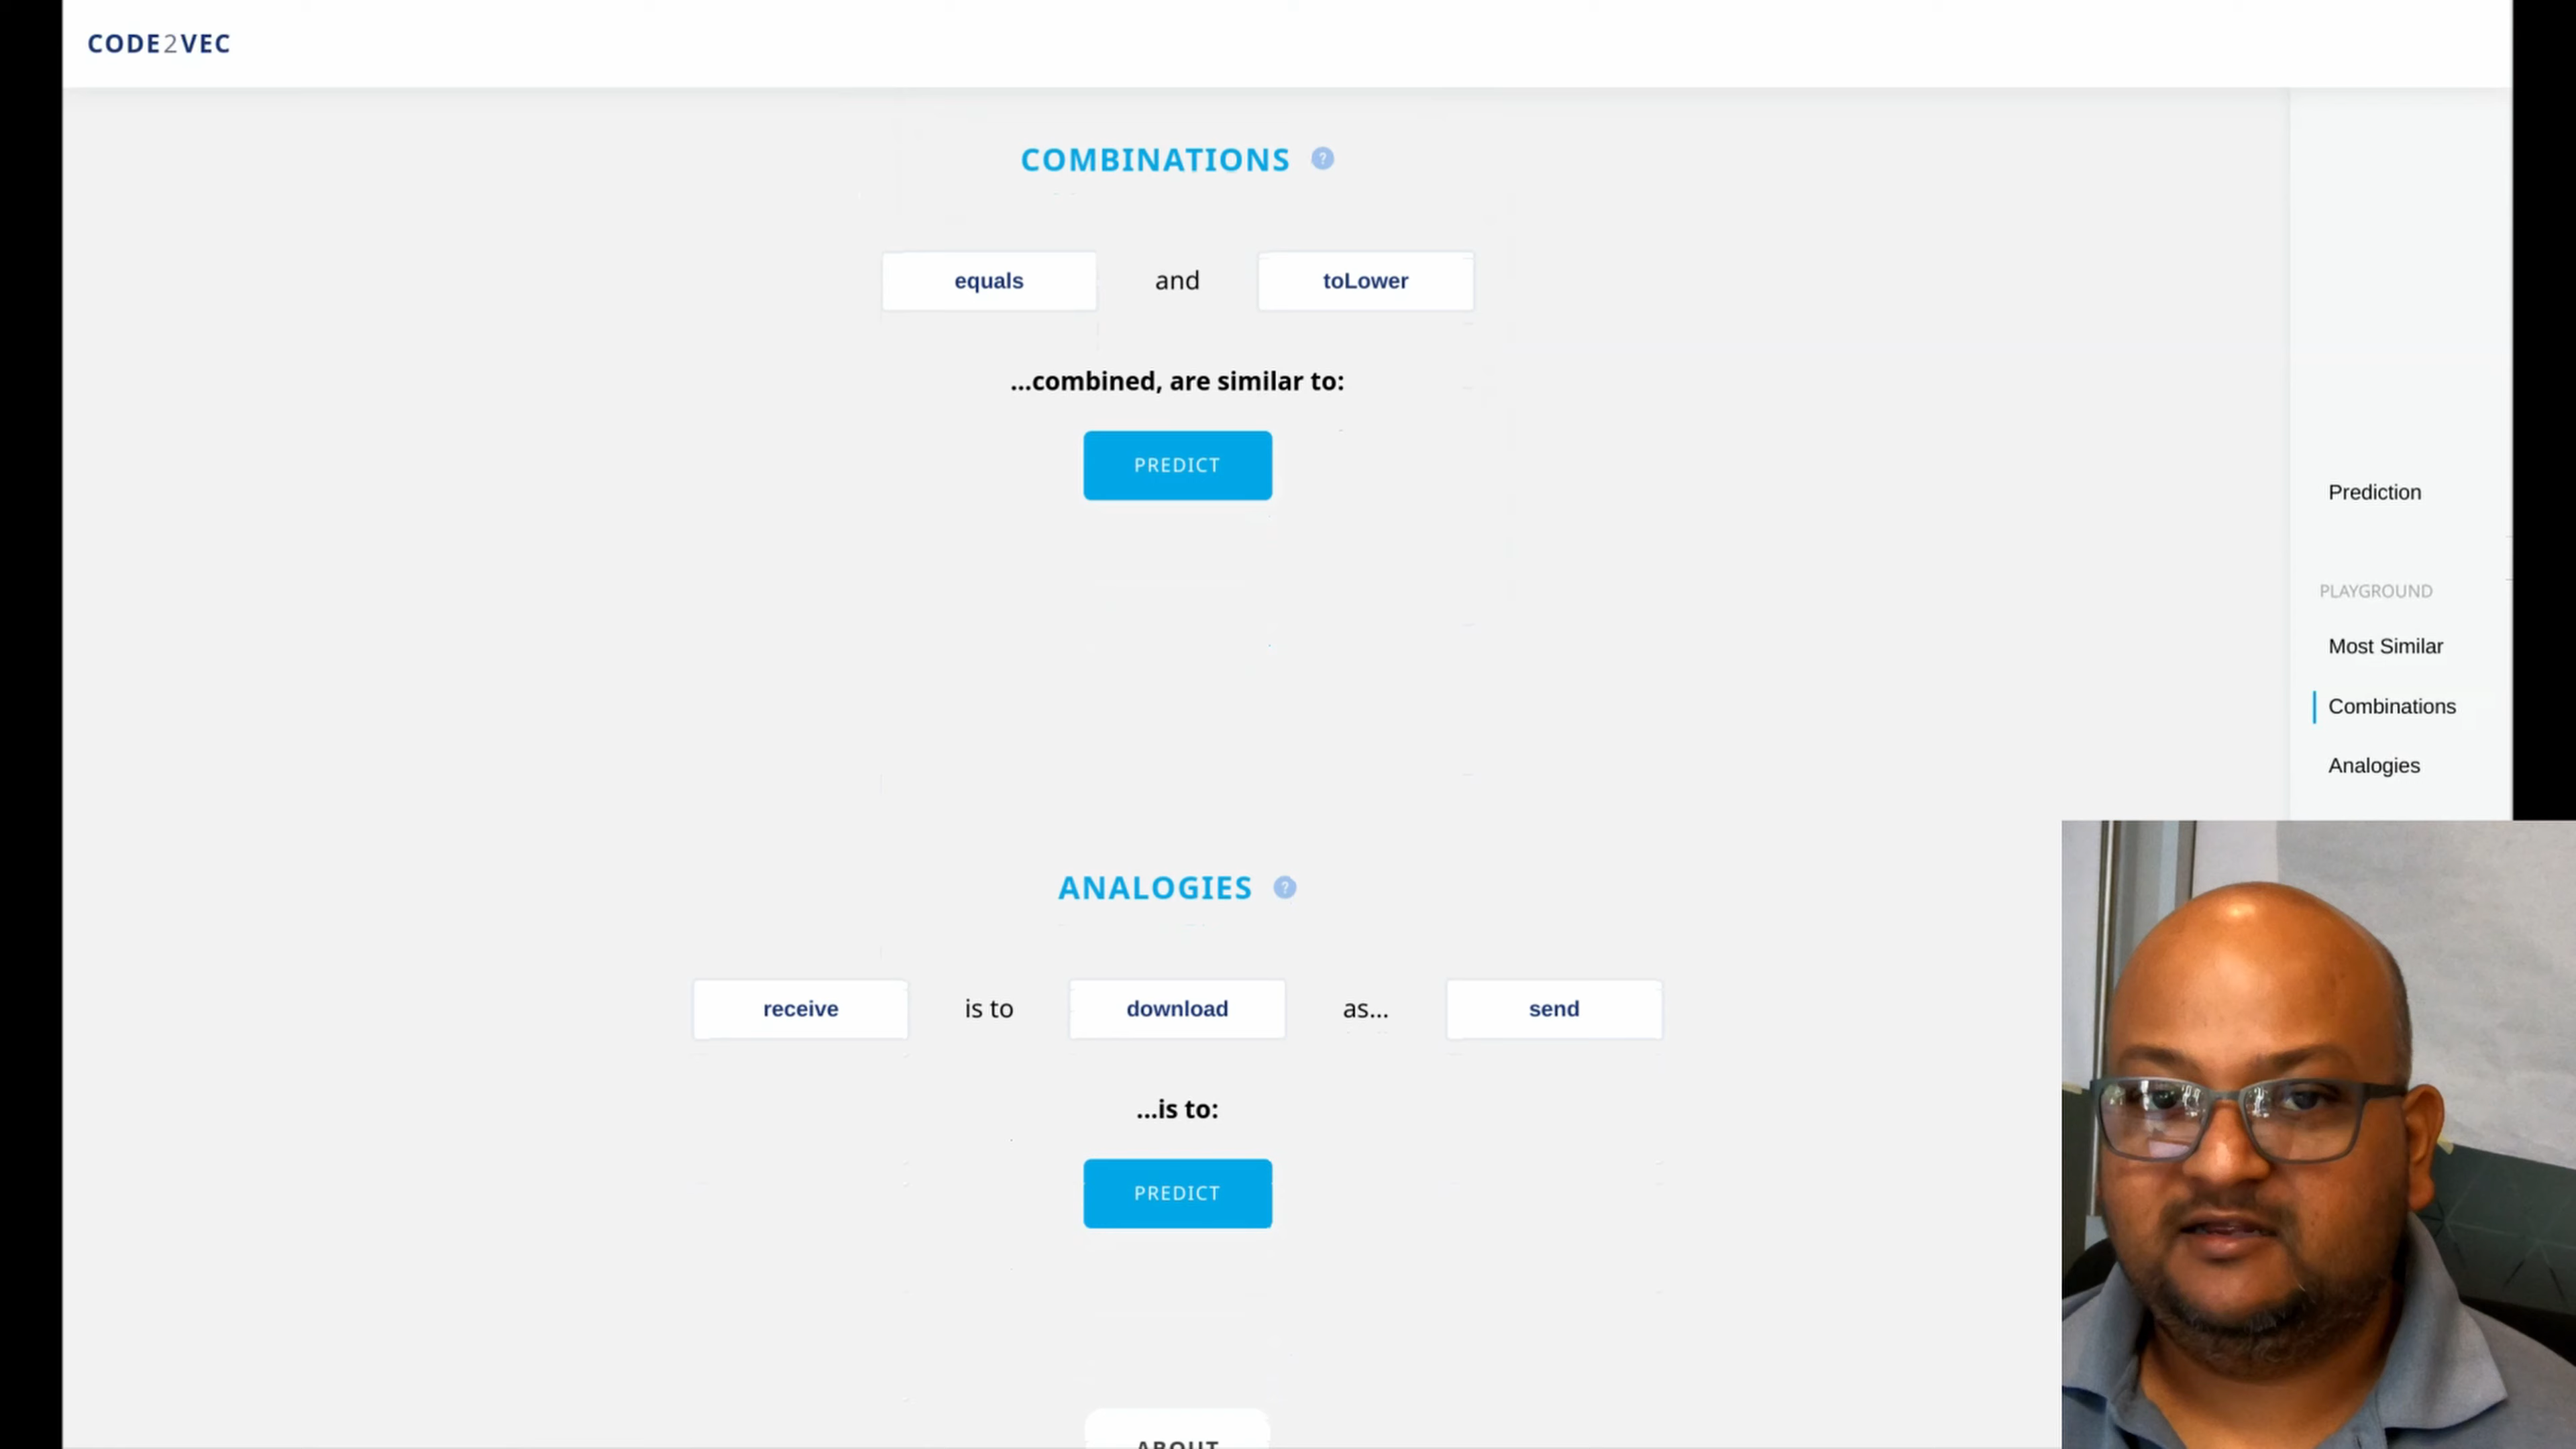 CODE2VEC
COMBINATIONS ?
equals and toLower
...combined, are similar to:
PREDICT
Prediction
PLAYGROUND
Most Similar
Combinations
Analogies
ANALOGIES ?
receive is to download as... send
...is to:
PREDICT
ABOUT